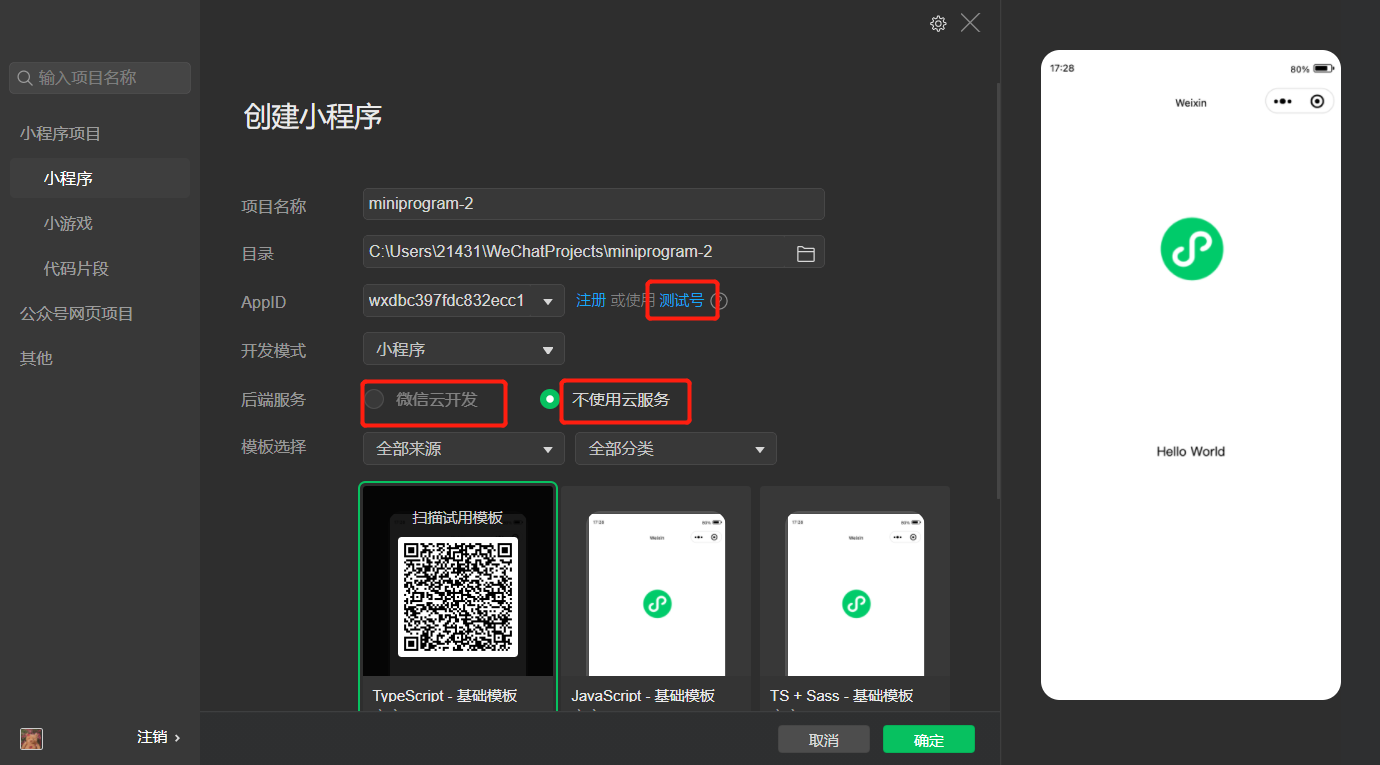 输入项目名称
小程序项目
小程序
小游戏
代码片段
公众号网页项目
其他
注销
创建小程序
项目名称
miniprogram-2
目录
C:\Users\21431\WeChatProjects\miniprogram-2
AppID
wxdbc397fdc832ecc1
注册 或使用 测试号 ?
开发模式
小程序
后端服务
微信云开发
不使用云服务
模板选择
全部来源
全部分类
扫描试用模板
TypeScript - 基础模板
17:28 80%
Weixin
JavaScript - 基础模板
17:28 80%
Weixin
TS + Sass - 基础模板
取消
确定
17:28
80%
Weixin
Hello World